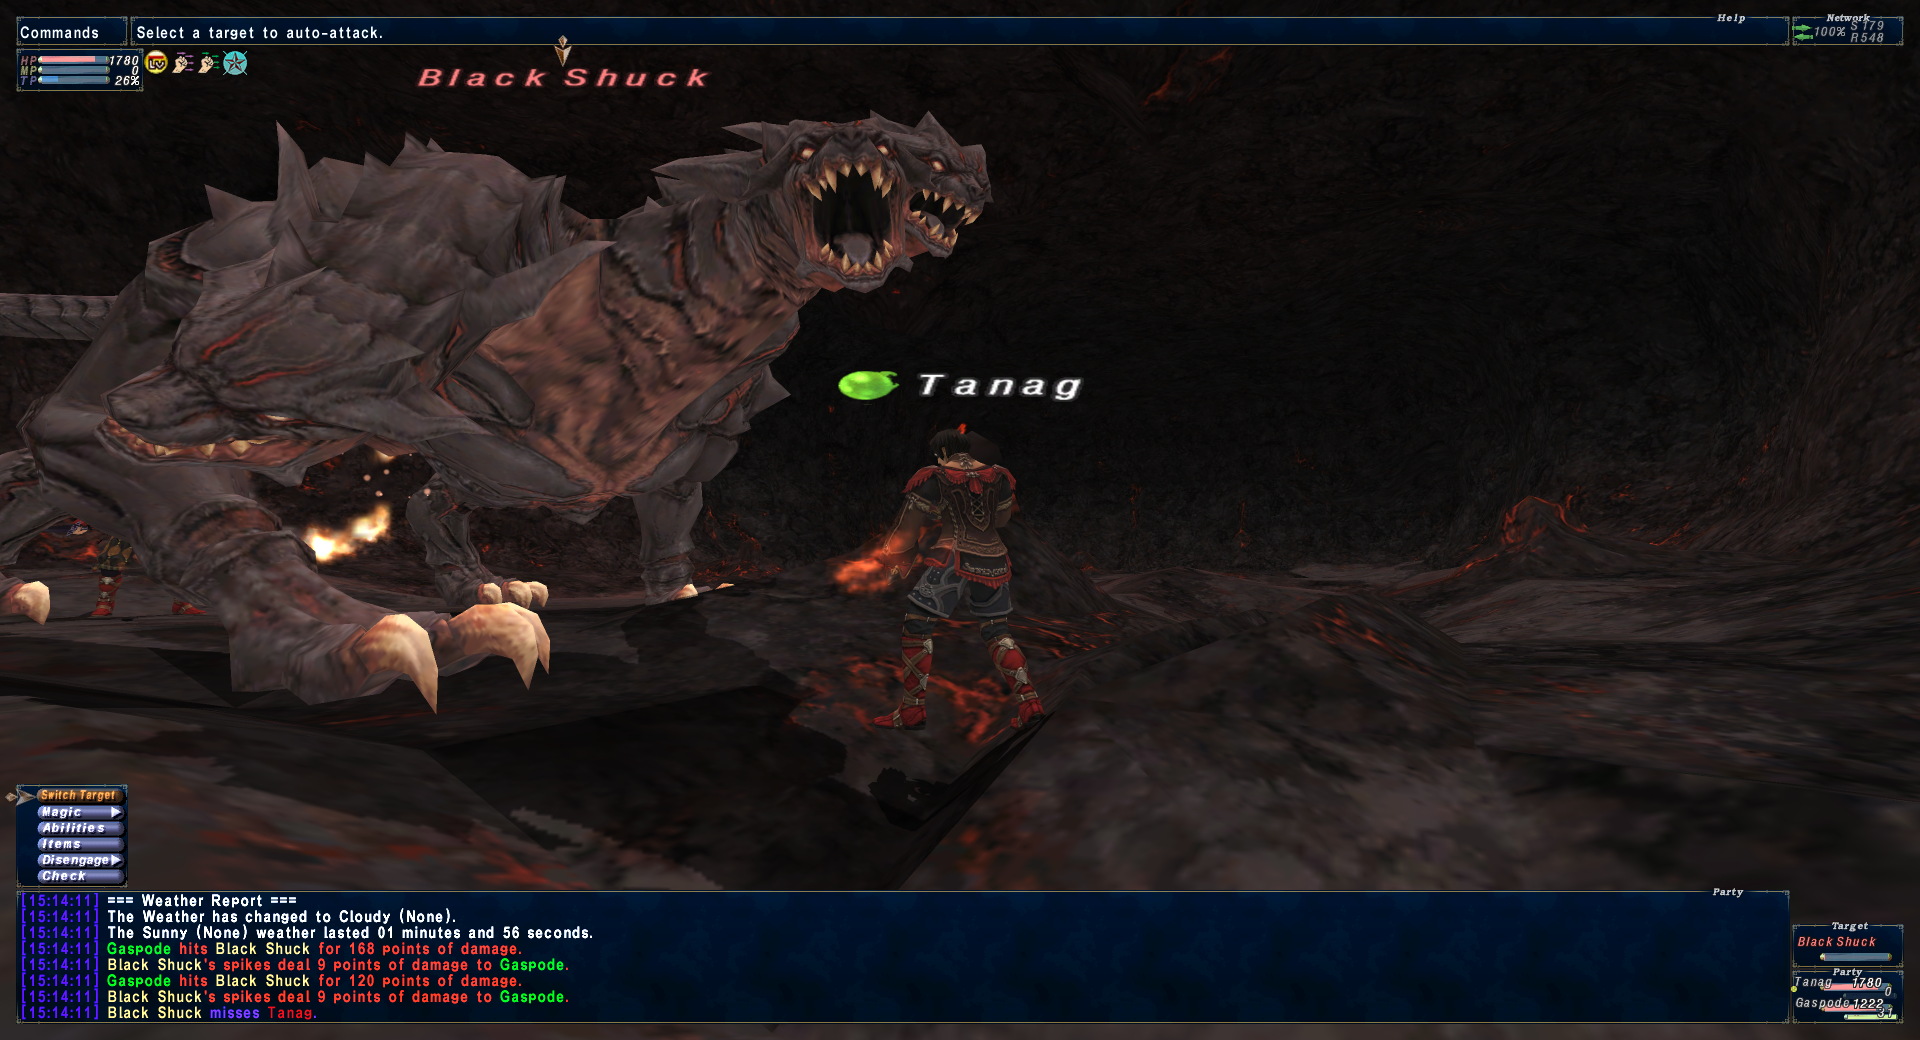 Commands
Select a target to auto-attack.
Help
Network
100%
S 179
R 548
HP 1780
MP 0
TP 26%
Black Shuck
Tanag
Switch Target
Magic
Abilities
Items
Disengage
Check
Party
[15:14:11] === Weather Report ===
[15:14:11] The Weather has changed to Cloudy (None).
[15:14:11] The Sunny (None) weather lasted 01 minutes and 56 seconds.
[15:14:11] Gaspode hits Black Shuck for 168 points of damage.
[15:14:11] Black Shuck's spikes deal 9 points of damage to Gaspode.
[15:14:11] Gaspode hits Black Shuck for 120 points of damage.
[15:14:11] Black Shuck's spikes deal 9 points of damage to Gaspode.
[15:14:11] Black Shuck misses Tanag.
Target
Black Shuck
Party
Tanag 1780
0
Gaspode 1222
31